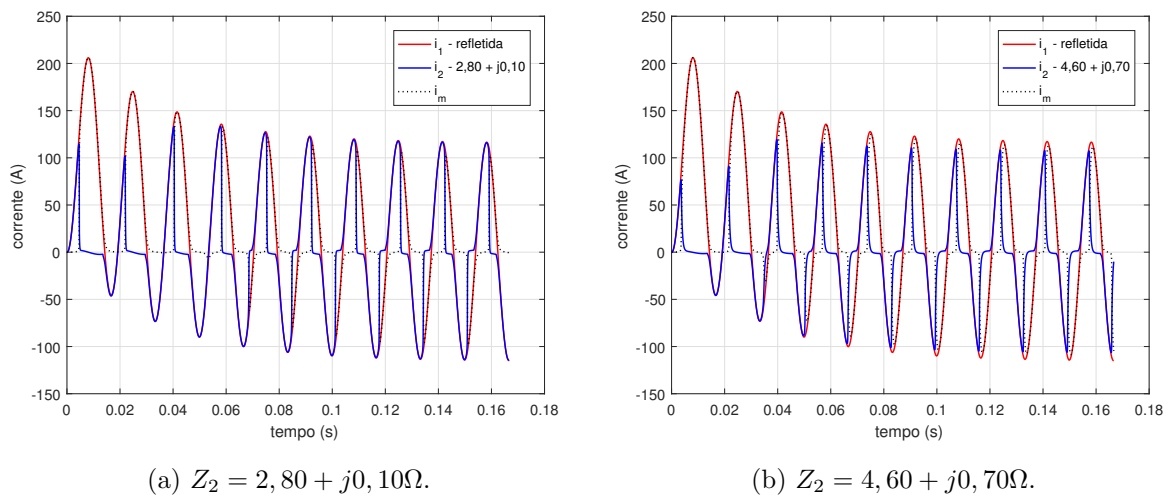 250
200
150
100
50
0
-50
-100
-150
corrente (A)
0 0.02 0.04 0.06 0.08 0.1 0.12 0.14 0.16 0.18
tempo (s)
i1 - refletida
i2 - 2,80 + j0,10
im
(a) Z2 = 2, 80 + j0, 10Ω.
250
200
150
100
50
0
-50
-100
-150
corrente (A)
0 0.02 0.04 0.06 0.08 0.1 0.12 0.14 0.16 0.18
tempo (s)
i1 - refletida
i2 - 4,60 + j0,70
im
(b) Z2 = 4, 60 + j0, 70Ω.